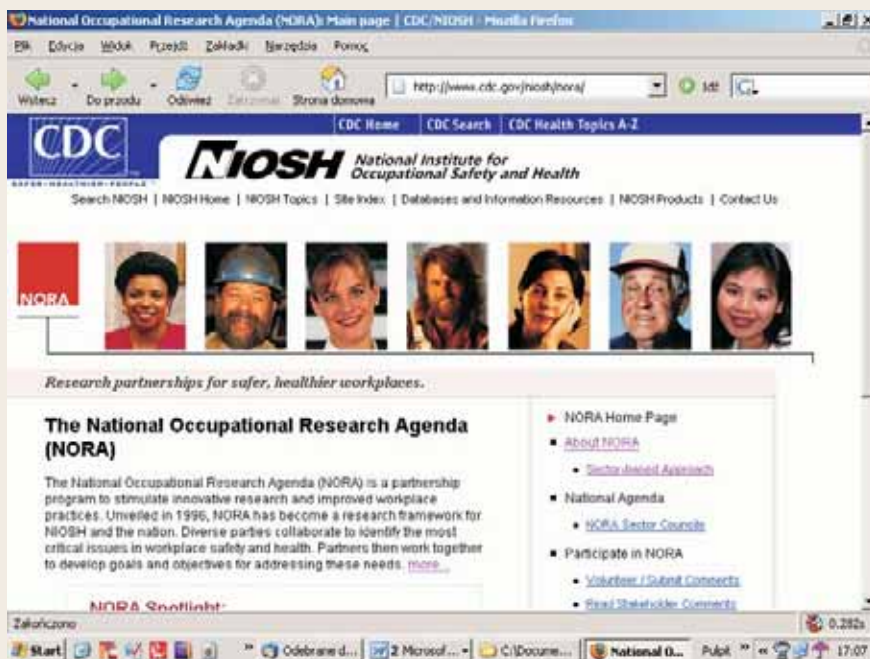 National Occupational Research Agenda (NORA): Main page | CDC/NIOSH - Mozilla Firefox
Plik Edycja Widok Przejdź Zakładki Narzędzia Pomoc
Wstecz Do przodu Odśwież Zatrzymaj Strona domowa http://www.cdc.gov/niosh/nora/ Idź
CDC Home | CDC Search | CDC Health Topics A-Z
CDC
SAFER•HEALTHIER•PEOPLE™
NIOSH National Institute for
Occupational Safety and Health
Search NIOSH | NIOSH Home | NIOSH Topics | Site Index | Databases and Information Resources | NIOSH Products | Contact Us
NORA
Research partnerships for safer, healthier workplaces.
The National Occupational Research Agenda
(NORA)
The National Occupational Research Agenda (NORA) is a partnership
program to stimulate innovative research and improved workplace
practices. Unveiled in 1996, NORA has become a research framework for
NIOSH and the nation. Diverse parties collaborate to identify the most
critical issues in workplace safety and health. Partners then work together
to develop goals and objectives for addressing these needs. more...
NORA Spotlight:
NORA Home Page
About NORA
Sector-based Approach
National Agenda
NORA Sector Councils
Participate in NORA
Volunteer / Submit Comments
Read Stakeholder Comments
Zakończono 0.282s
Start Odebrane d... 2 Microsof... C:\Docume... National O... Pulpit » « 17:07